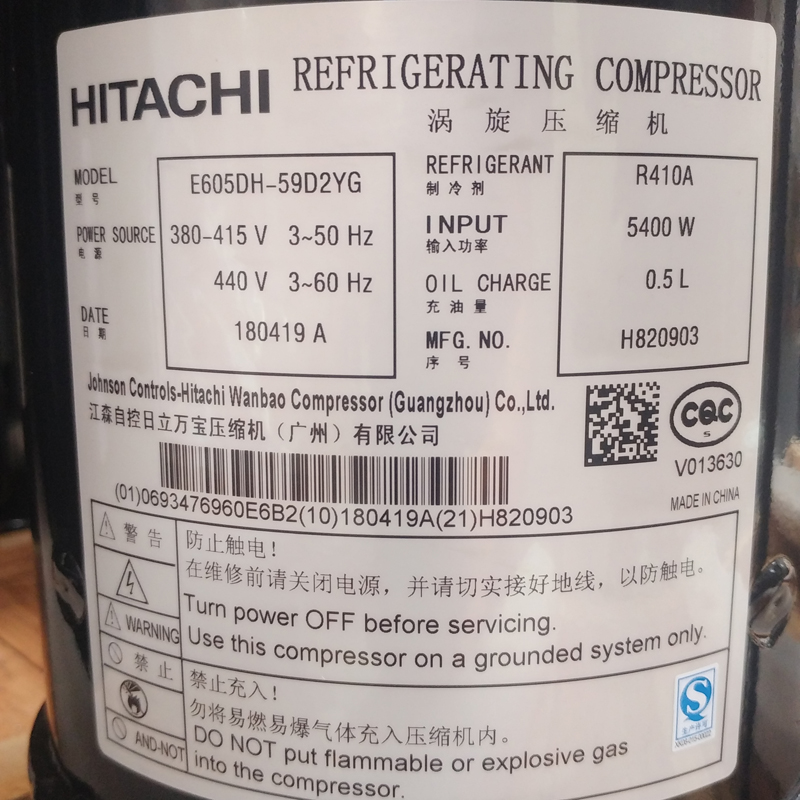 HITACHI REFRIGERATING COMPRESSOR
涡旋压缩机
MODEL E605DH-59D2YG REFRIGERANT R410A
型号 制冷剂
POWER SOURCE 380-415 V 3~50 Hz INPUT 5400 W
电源 输入功率
440 V 3~60 Hz OIL CHARGE 0.5 L
充油量
DATE 180419 A MFG. NO. H820903
日期 序号
Johnson Controls-Hitachi Wanbao Compressor (Guangzhou) Co.,Ltd.
江森自控日立万宝压缩机（广州）有限公司
CQC
S
V013630
MADE IN CHINA
(01)0693476960E6B2(10)180419A(21)H820903
警告 防止触电！
在维修前请关闭电源，并请切实接好地线，以防触电。
WARNING Turn power OFF before servicing.
Use this compressor on a grounded system only.
禁止 禁止充入！
勿将易燃易爆气体充入压缩机内。
AND-NOT DO NOT put flammable or explosive gas
into the compressor.
生产许可